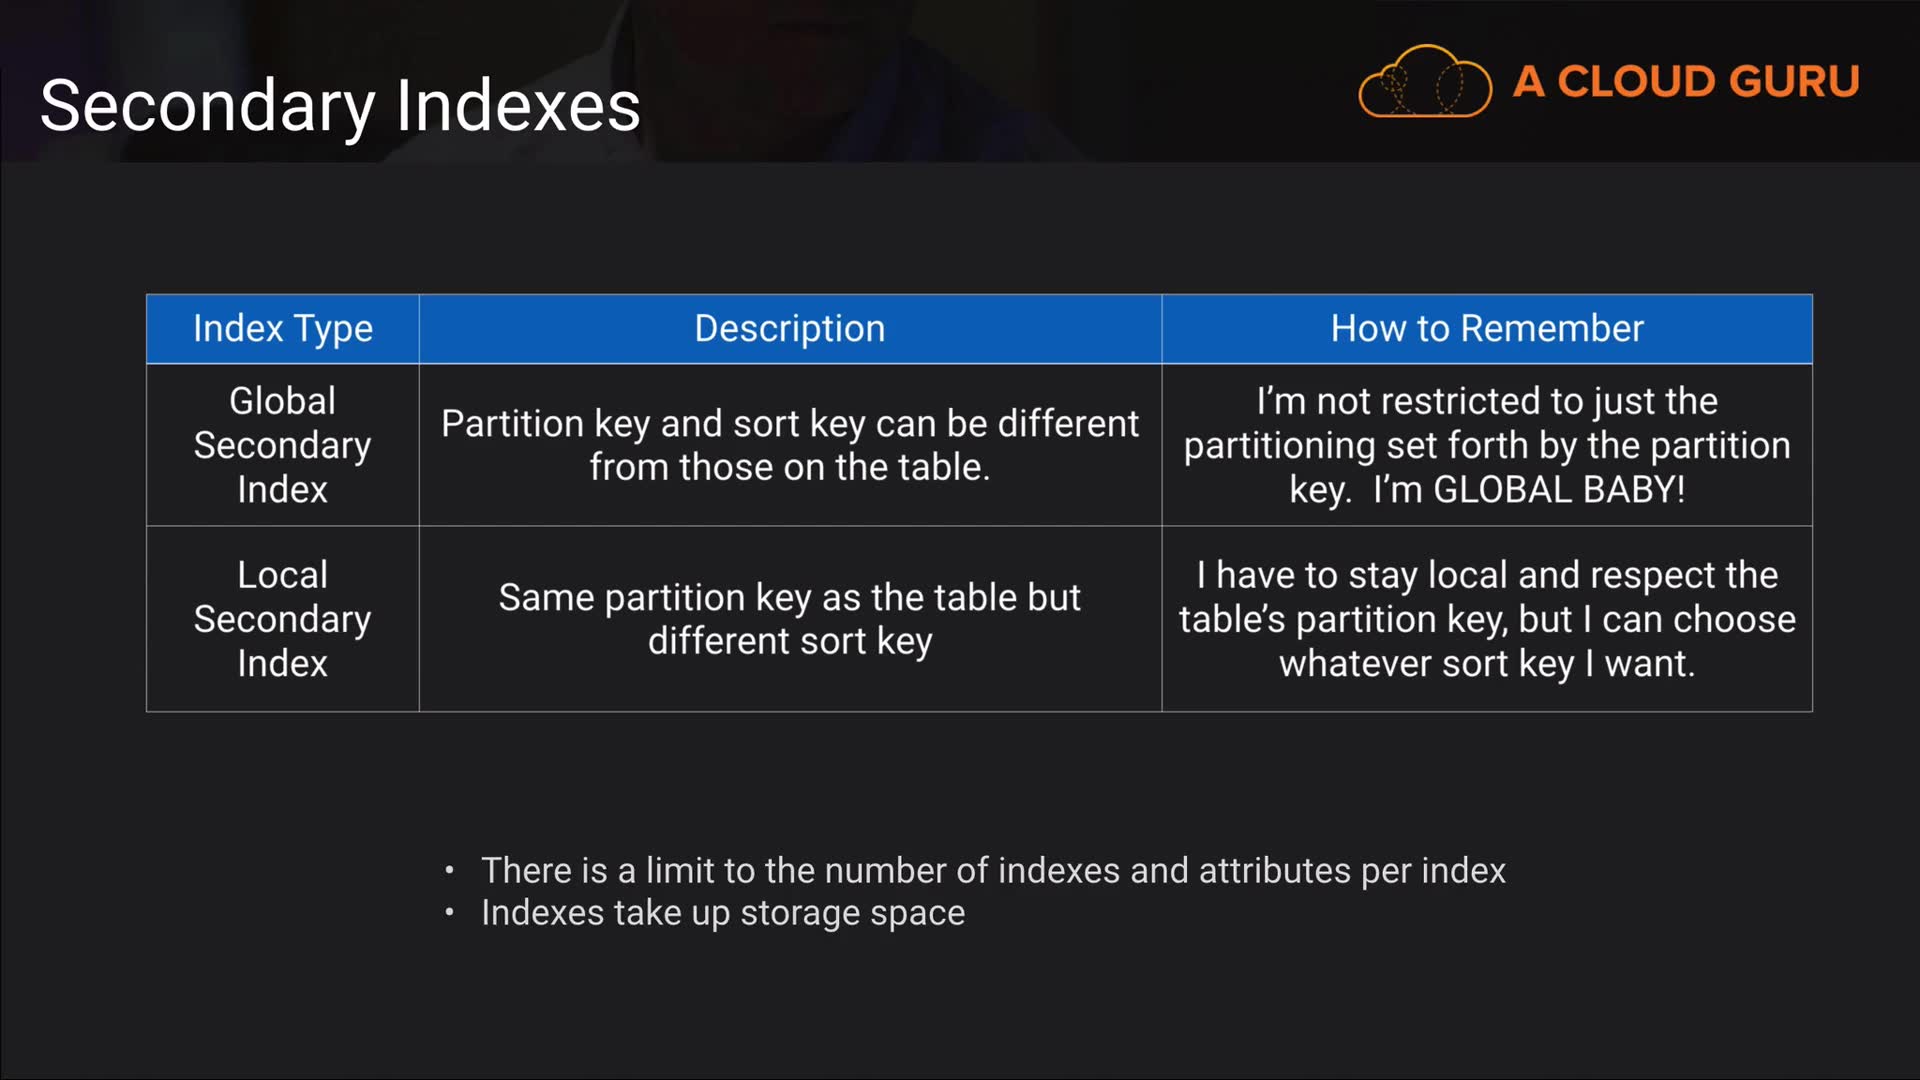 Secondary Indexes
A CLOUD GURU
Index Type
Description
How to Remember
Global
Secondary
Index
Partition key and sort key can be different
from those on the table.
I'm not restricted to just the
partitioning set forth by the partition
key.  I'm GLOBAL BABY!
Local
Secondary
Index
Same partition key as the table but
different sort key
I have to stay local and respect the
table's partition key, but I can choose
whatever sort key I want.
• There is a limit to the number of indexes and attributes per index
• Indexes take up storage space